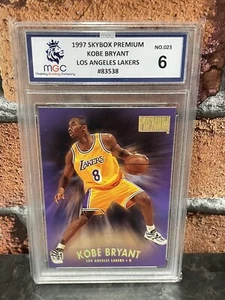 1997 SKYBOX PREMIUM
KOBE BRYANT
LOS ANGELES LAKERS
#83538
NO.023
6
MGC
LAKERS
8
KOBE BRYANT
LOS ANGELES LAKERS • G